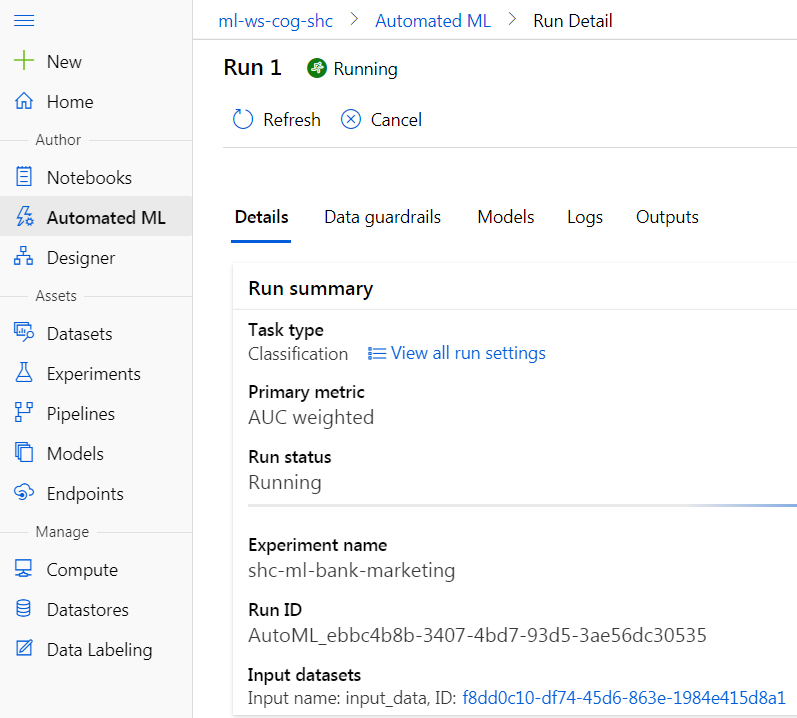 ml-ws-cog-shc > Automated ML > Run Detail
New
Home
Author
Notebooks
Automated ML
Designer
Assets
Datasets
Experiments
Pipelines
Models
Endpoints
Manage
Compute
Datastores
Data Labeling
Run 1 Running
Refresh Cancel
Details Data guardrails Models Logs Outputs
Run summary
Task type
Classification View all run settings
Primary metric
AUC weighted
Run status
Running
Experiment name
shc-ml-bank-marketing
Run ID
AutoML_ebbc4b8b-3407-4bd7-93d5-3ae56dc30535
Input datasets
Input name: input_data, ID: f8dd0c10-df74-45d6-863e-1984e415d8a1